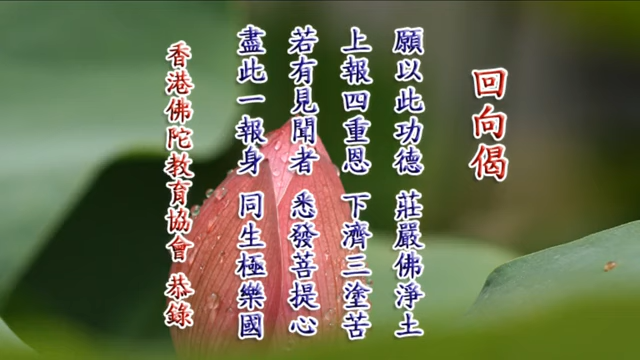 回向偈
願以此功德 莊嚴佛淨土
上報四重恩 下濟三塗苦
若有見聞者 悉發菩提心
盡此一報身 同生極樂國
香港佛陀教育協會 恭錄